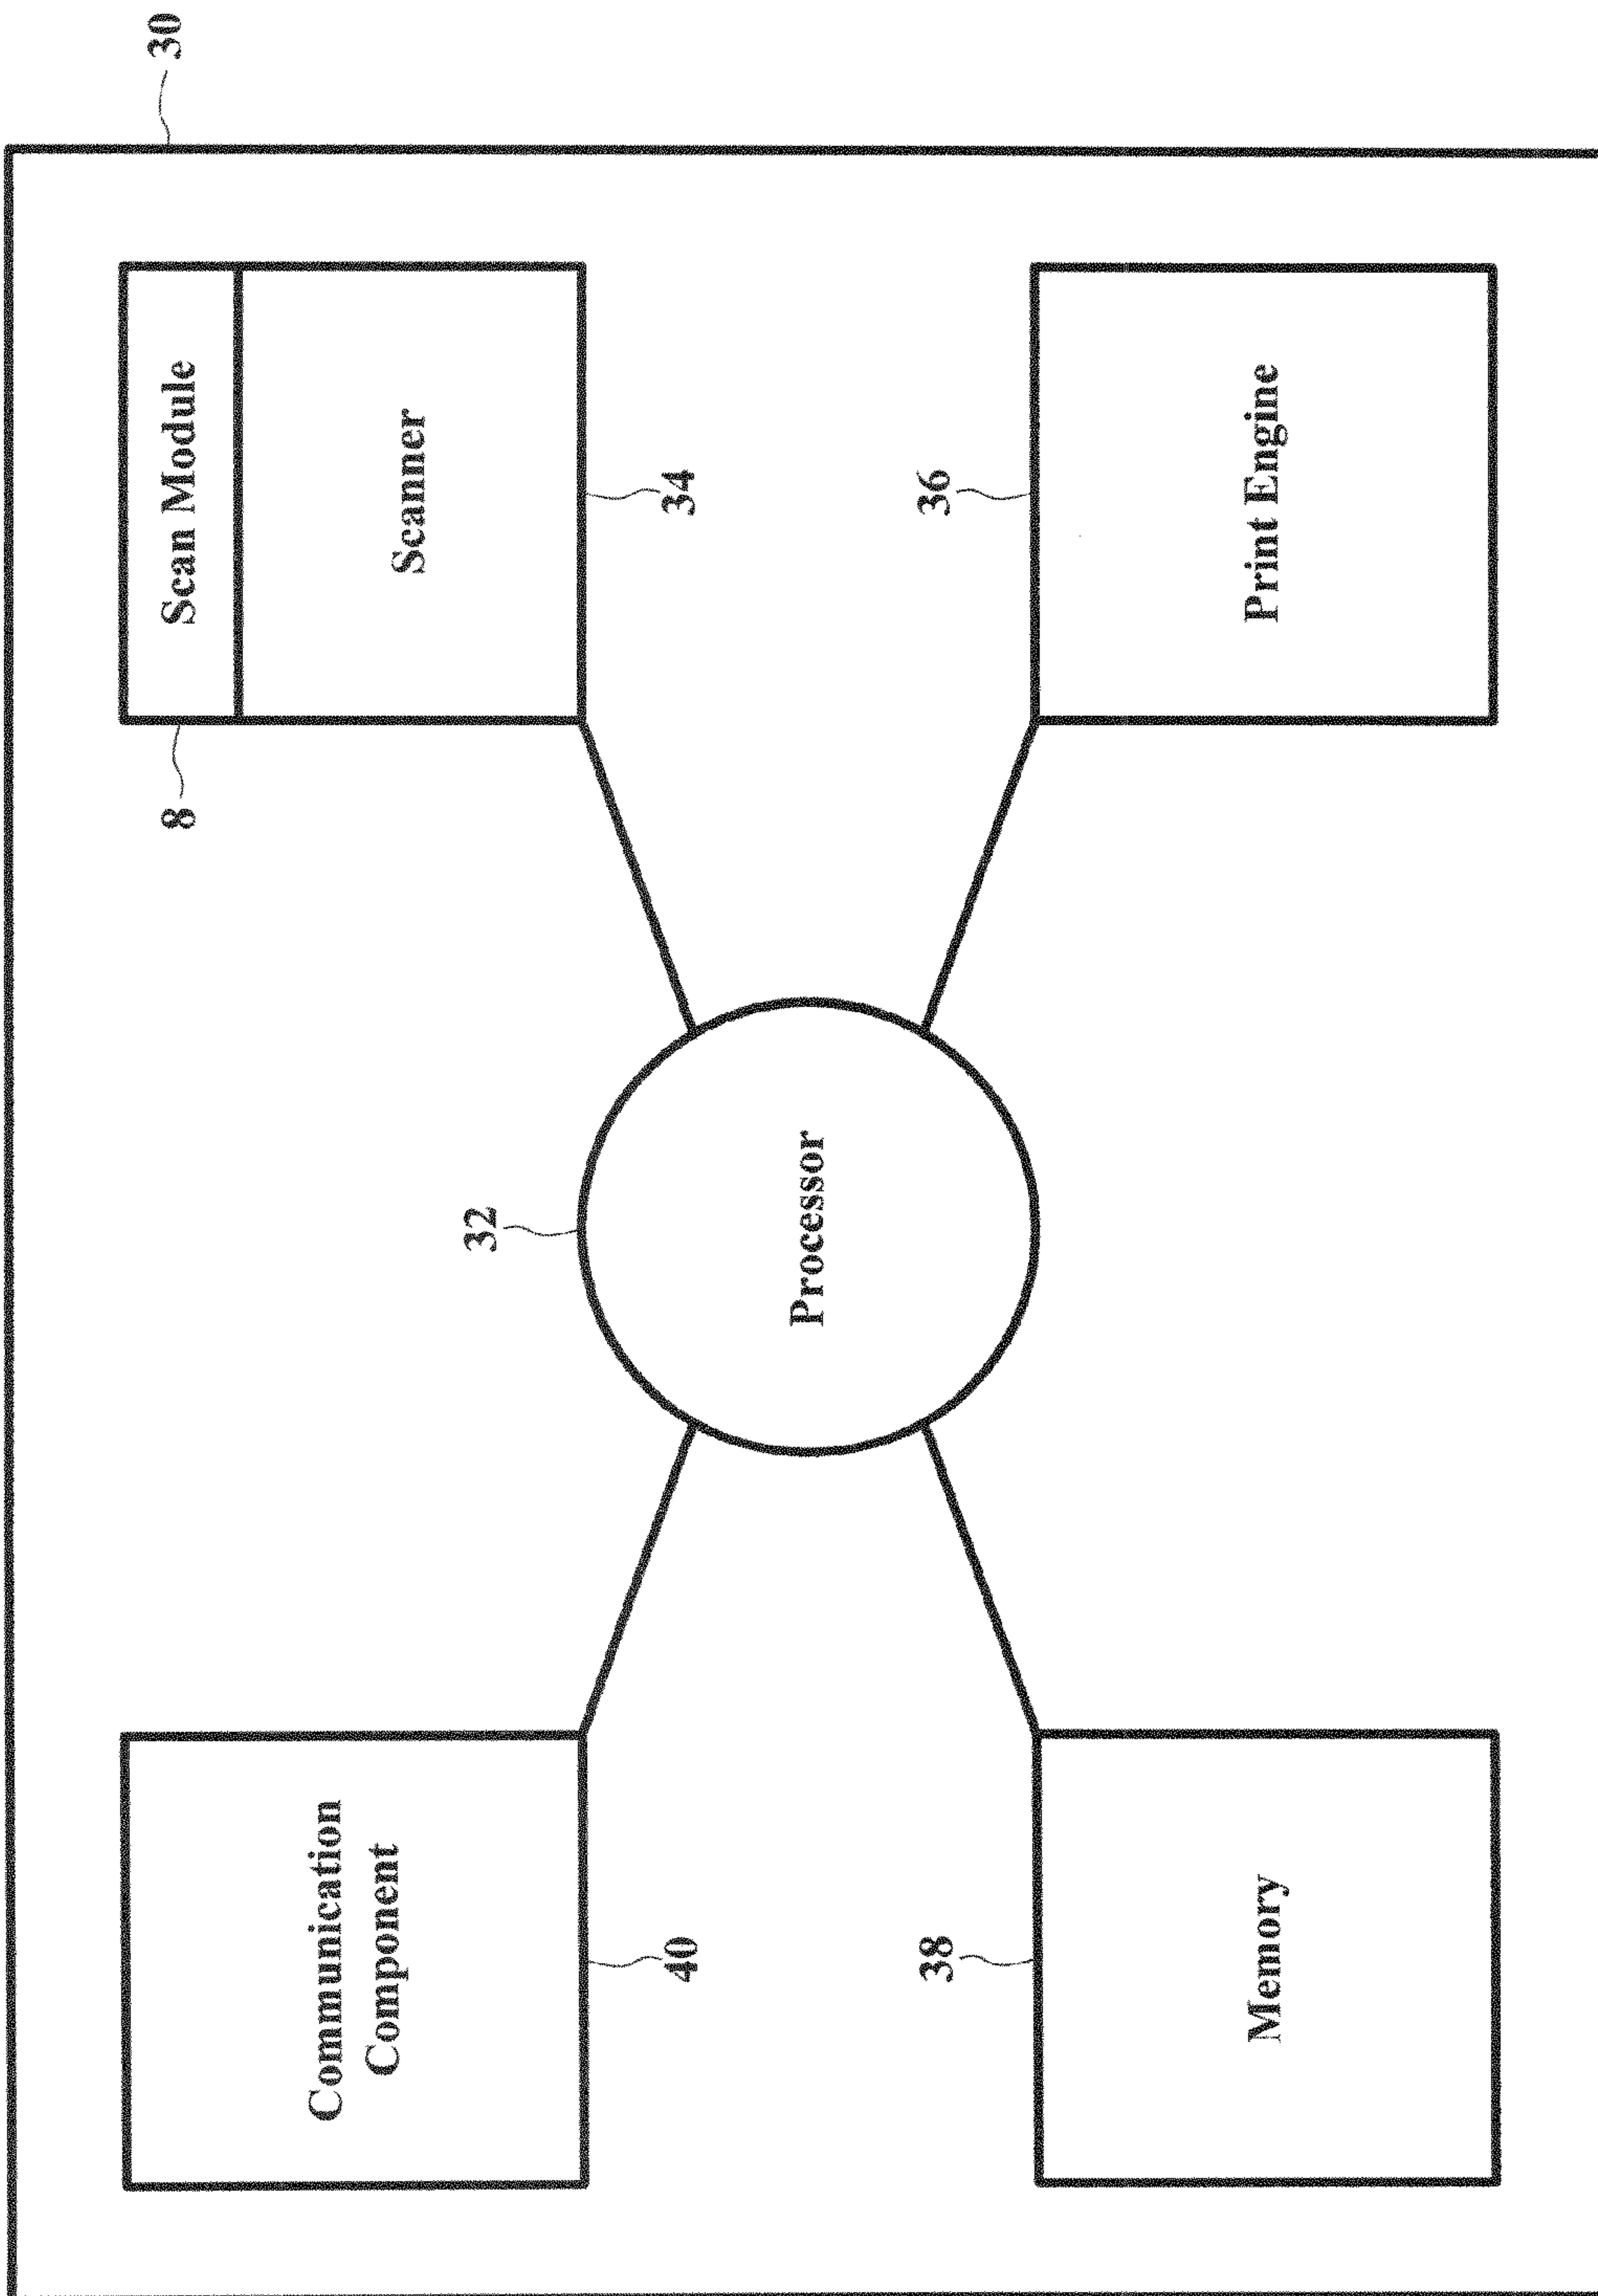 30
8
Scan Module
Communication
Component
Scanner
32
40
34
Processor
38
36
Memory
Print Engine